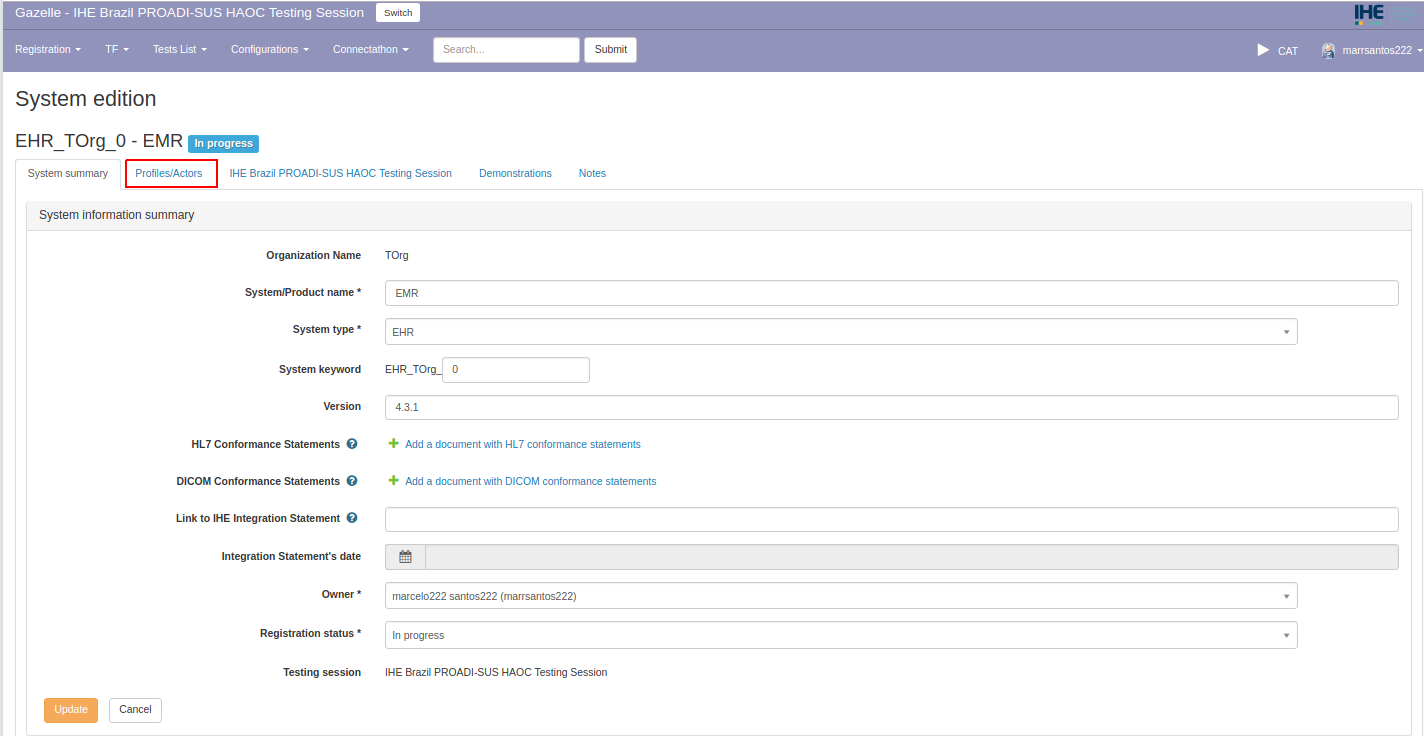 Gazelle - IHE Brazil PROADI-SUS HAOC Testing Session Switch
IHE
Registration TF Tests List Configurations Connectathon Search... Submit CAT marrsantos222
System edition
EHR_TOrg_0 - EMR In progress
System summary Profiles/Actors IHE Brazil PROADI-SUS HAOC Testing Session Demonstrations Notes
System information summary
Organization Name TOrg
System/Product name * EMR
System type * EHR
System keyword EHR_TOrg_ 0
Version 4.3.1
HL7 Conformance Statements ? Add a document with HL7 conformance statements
DICOM Conformance Statements ? Add a document with DICOM conformance statements
Link to IHE Integration Statement ?
Integration Statement's date
Owner * marcelo222 santos222 (marrsantos222)
Registration status * In progress
Testing session IHE Brazil PROADI-SUS HAOC Testing Session
Update Cancel